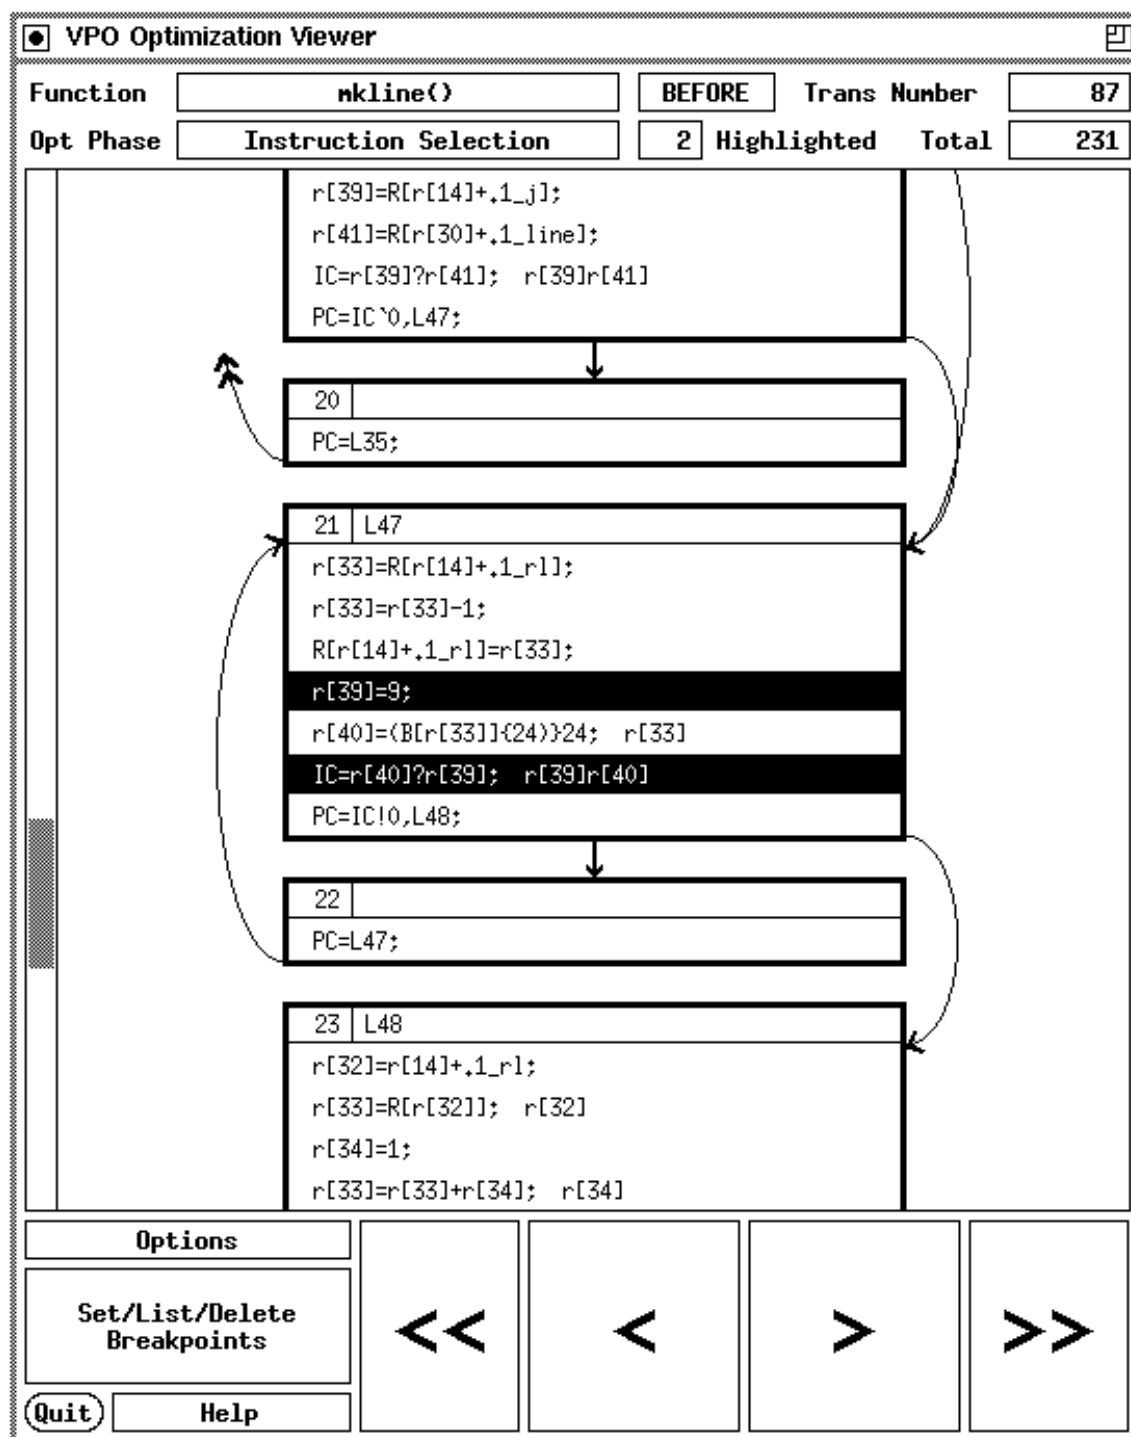 VPO Optimization Viewer
Function mkline() BEFORE Trans Number 87
Opt Phase Instruction Selection 2 Highlighted Total 231
r[39]=R[r[14]+.1_j];
r[41]=R[r[30]+.1_line];
IC=r[39]?r[41]; r[39]r[41]
PC=IC`0,L47;
20
PC=L35;
21 L47
r[33]=R[r[14]+.1_rl];
r[33]=r[33]-1;
R[r[14]+.1_rl]=r[33];
r[39]=9;
r[40]=(B[r[33]]{24)}24; r[33]
IC=r[40]?r[39]; r[39]r[40]
PC=IC!0,L48;
22
PC=L47;
23 L48
r[32]=r[14]+.1_rl;
r[33]=R[r[32]]; r[32]
r[34]=1;
r[33]=r[33]+r[34]; r[34]
Options
Set/List/Delete
Breakpoints
<< < > >>
Quit Help